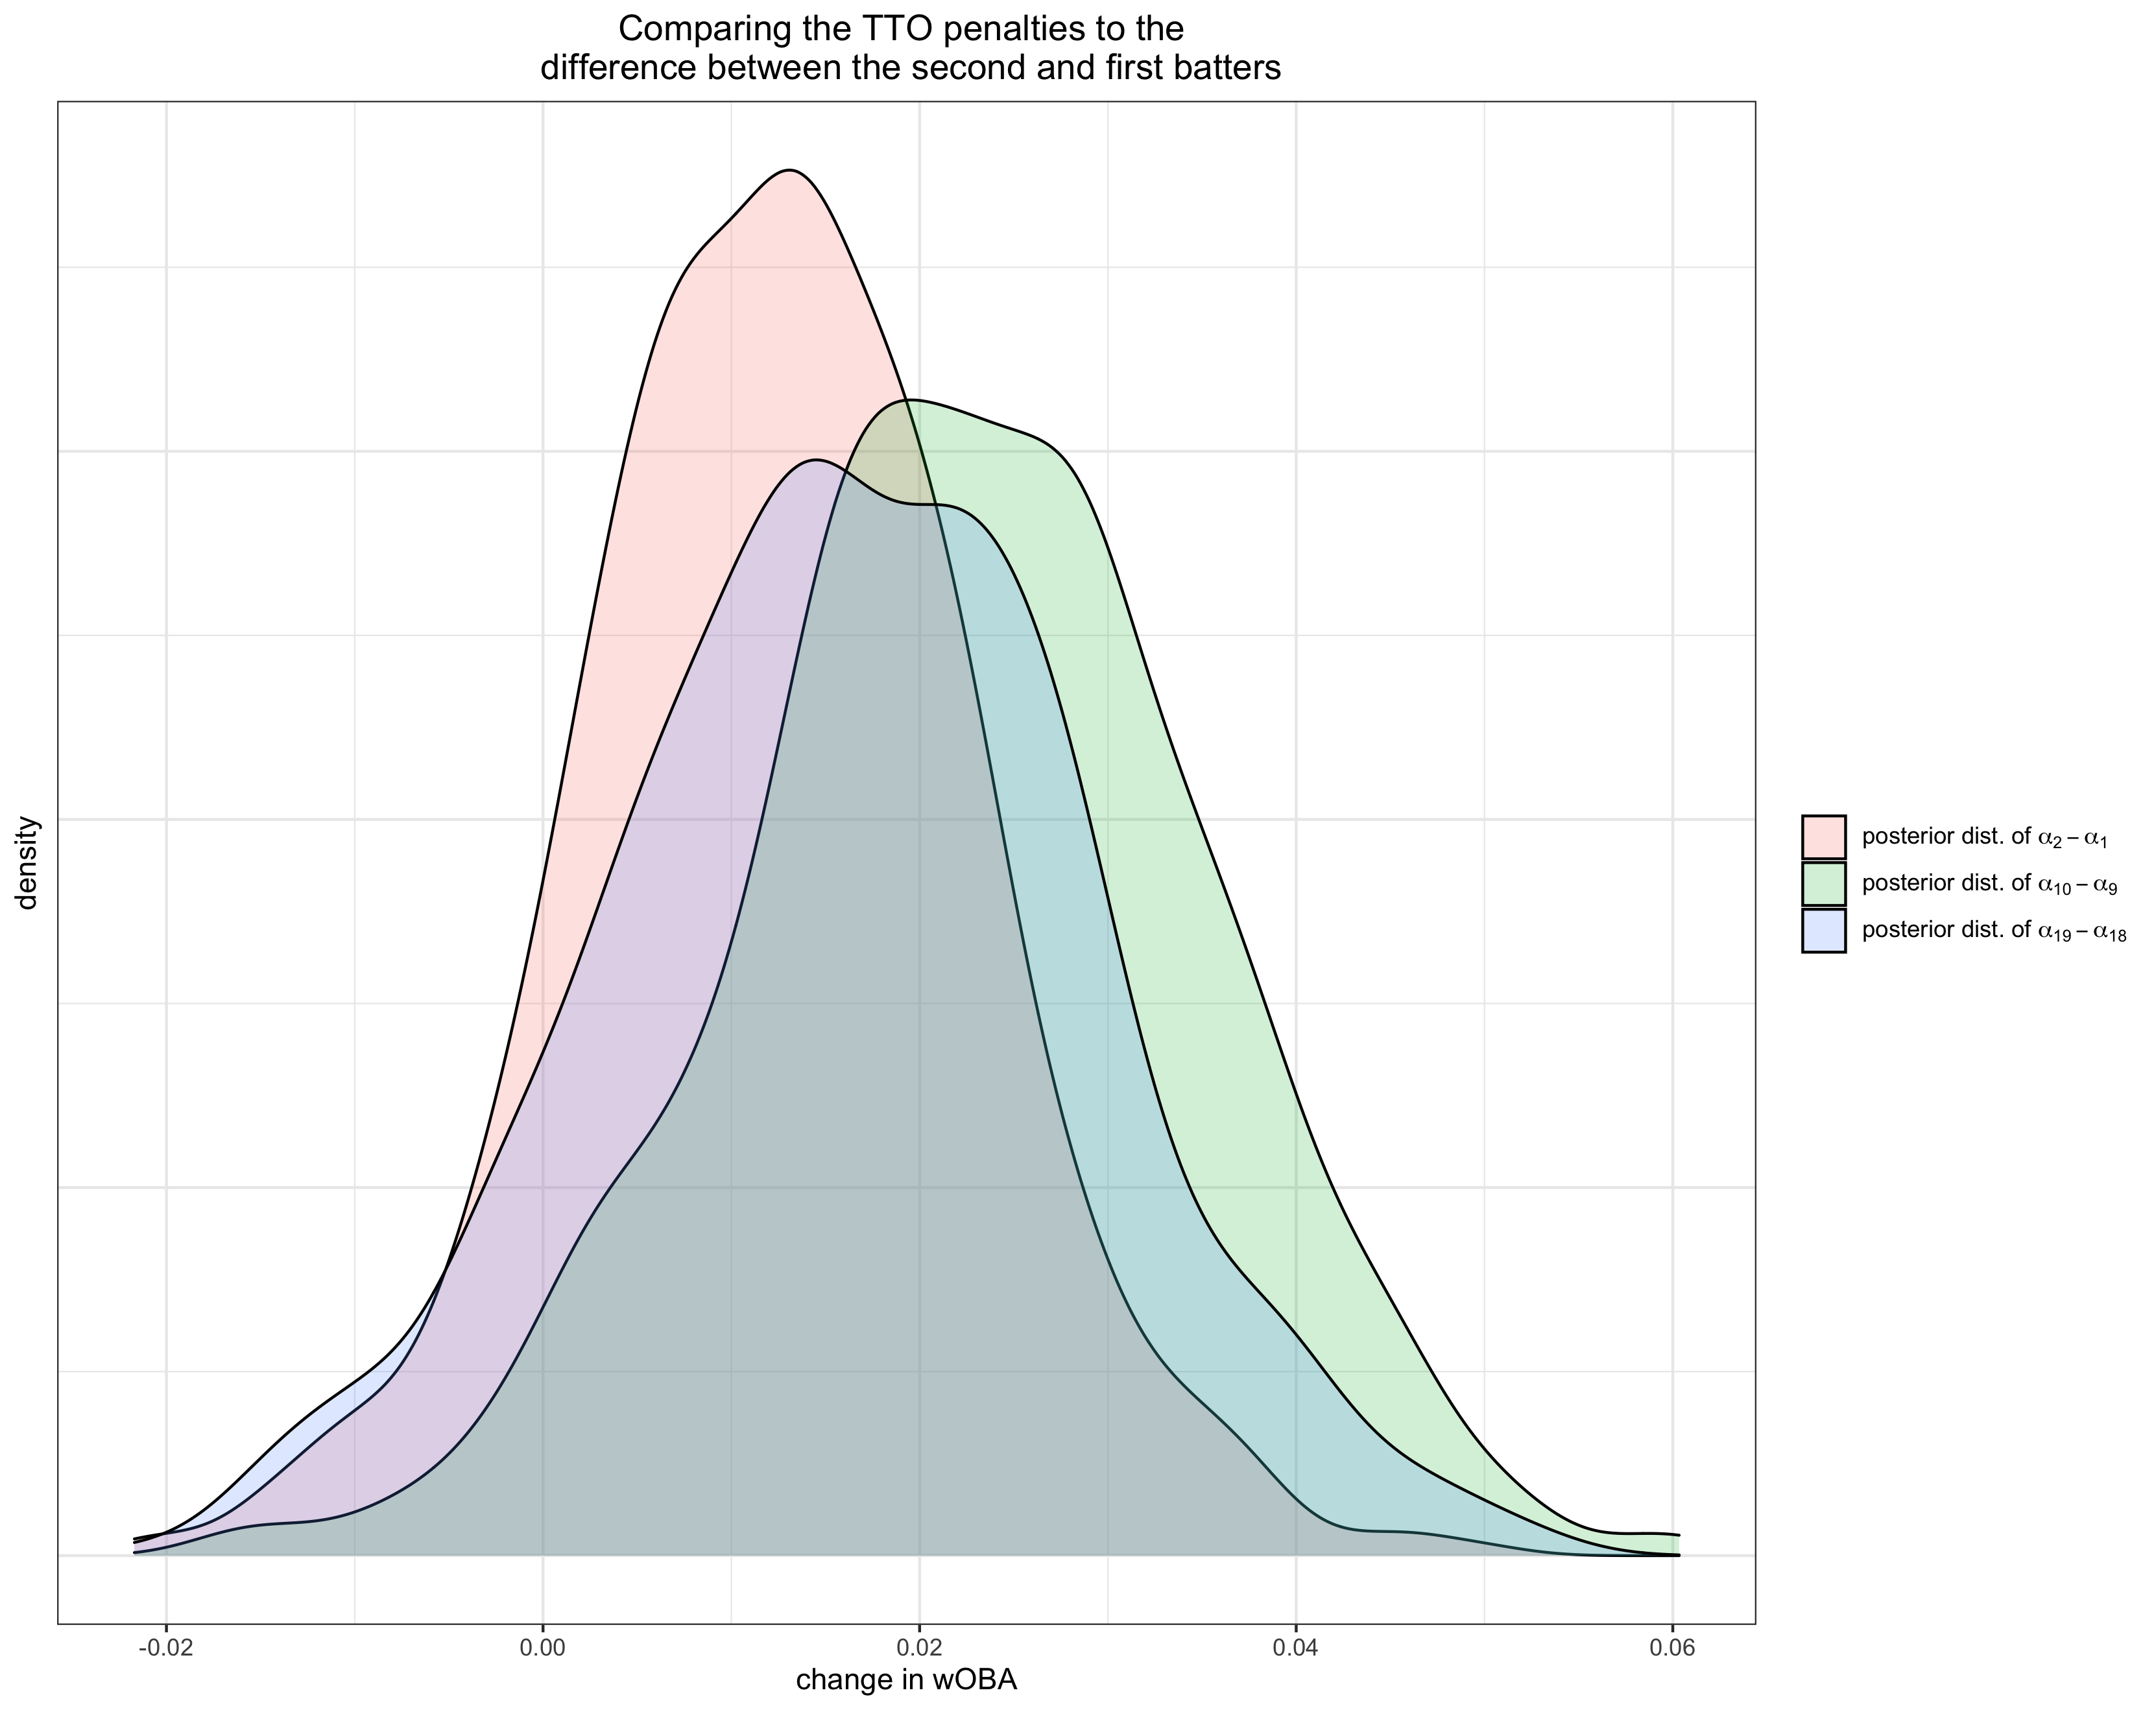 Comparing the TTO penalties to the
difference between the second and first batters
density
posterior dist. of α₂ – α₁
posterior dist. of α₁₀ – α₉
posterior dist. of α₁₉ – α₁₈
-0.02 0.00 0.02 0.04 0.06
change in wOBA